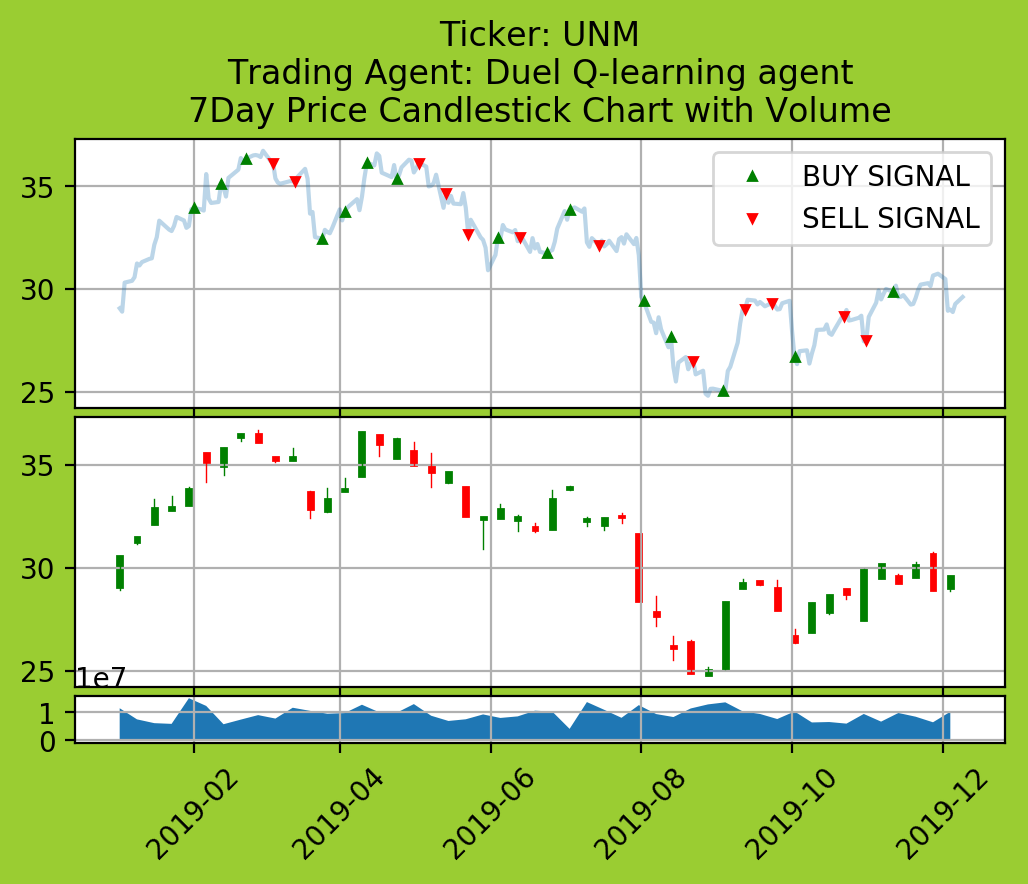 Ticker: UNM
Trading Agent: Duel Q-learning agent
7Day Price Candlestick Chart with Volume
BUY SIGNAL
SELL SIGNAL
35
30
25
35
30
25
1e7
1
0
2019-02
2019-04
2019-06
2019-08
2019-10
2019-12